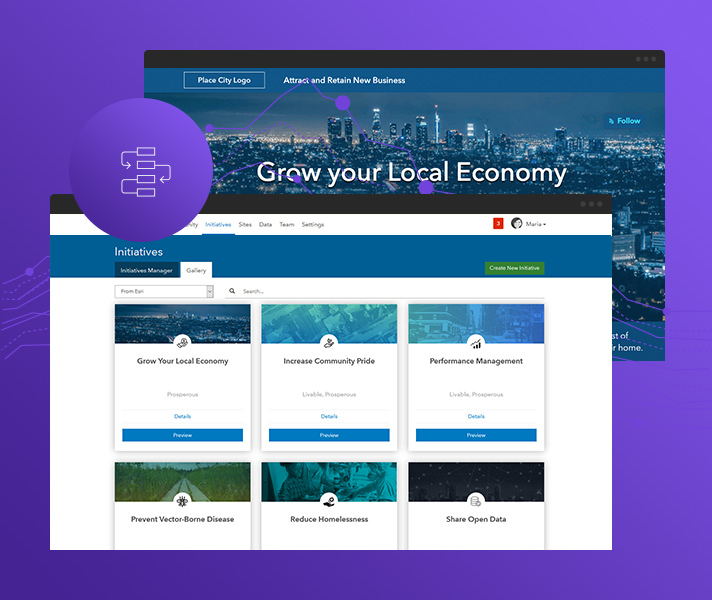 Place City Logo
Attract and Retain New Business
Follow
Grow your Local Economy
Initiatives
Sites
Data
Team
Settings
3
Maria
Initiatives
Initiatives Manager
Gallery
Create New Initiative
From Esri
Search...
Grow Your Local Economy
Increase Community Pride
Performance Management
Prosperous
Livable, Prosperous
Livable, Prosperous
Details
Details
Details
Preview
Preview
Preview
Prevent Vector-Borne Disease
Reduce Homelessness
Share Open Data
of
home.